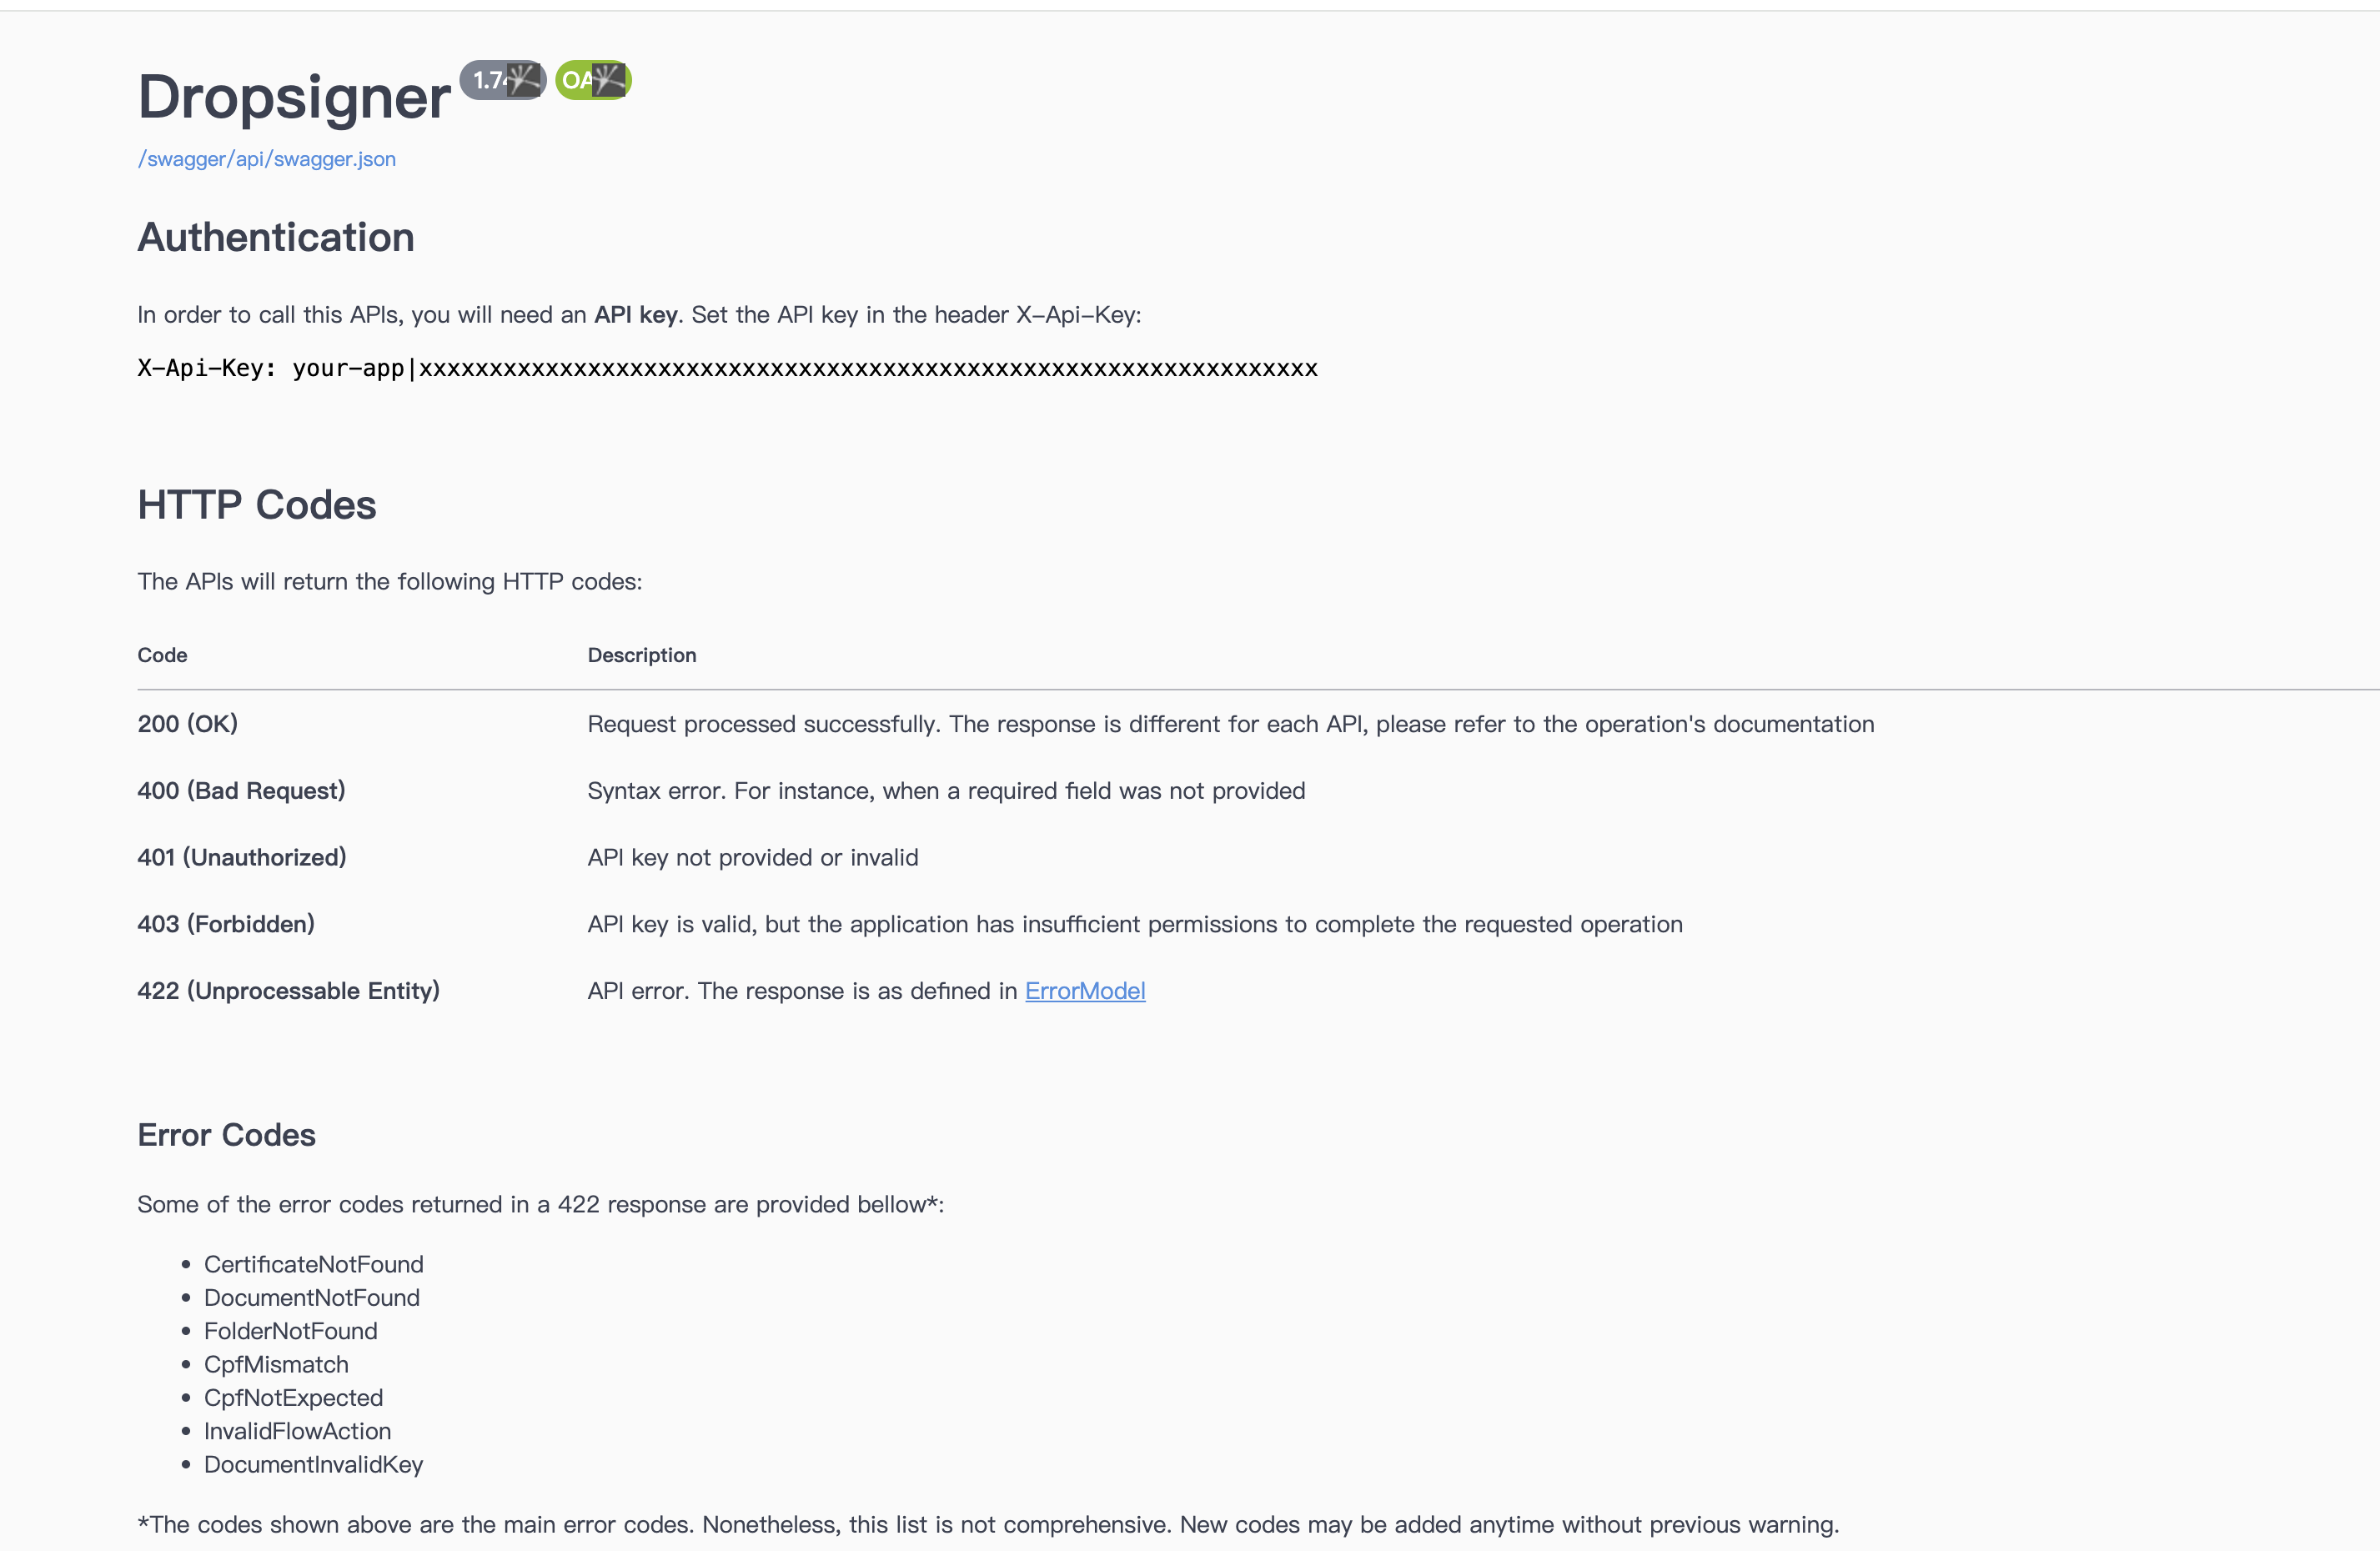 Dropsigner
/swagger/api/swagger.json
Authentication
In order to call this APIs, you will need an API key. Set the API key in the header X-Api-Key:
X-Api-Key: your-app|xxxxxxxxxxxxxxxxxxxxxxxxxxxxxxxxxxxxxxxxxxxxxxxxxxxxxxxxxxxxxxxx
HTTP Codes
The APIs will return the following HTTP codes:
Code Description
200 (OK) Request processed successfully. The response is different for each API, please refer to the operation's documentation
400 (Bad Request) Syntax error. For instance, when a required field was not provided
401 (Unauthorized) API key not provided or invalid
403 (Forbidden) API key is valid, but the application has insufficient permissions to complete the requested operation
422 (Unprocessable Entity) API error. The response is as defined in ErrorModel
Error Codes
Some of the error codes returned in a 422 response are provided bellow*:
• CertificateNotFound
• DocumentNotFound
• FolderNotFound
• CpfMismatch
• CpfNotExpected
• InvalidFlowAction
• DocumentInvalidKey
*The codes shown above are the main error codes. Nonetheless, this list is not comprehensive. New codes may be added anytime without previous warning.